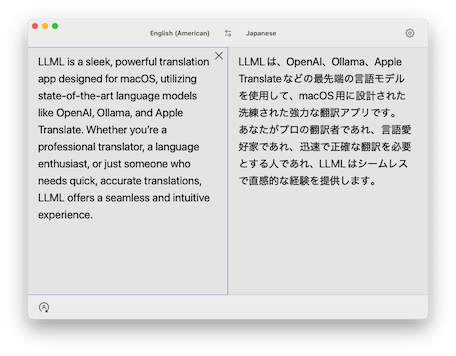 English (American)
Japanese
LLML is a sleek, powerful translation
app designed for macOS, utilizing
state-of-the-art language models
like OpenAI, Ollama, and Apple
Translate. Whether you're a
professional translator, a language
enthusiast, or just someone who
needs quick, accurate translations,
LLML offers a seamless and intuitive
experience.
LLMLは、OpenAI、Ollama、Apple
Translateなどの最先端の言語モデル
を使用して、macOS用に設計された
洗練された強力な翻訳アプリです。
あなたがプロの翻訳者であれ、言語愛
好家であれ、迅速で正確な翻訳を必要
とする人であれ、LLMLはシームレス
で直感的な経験を提供します。
A